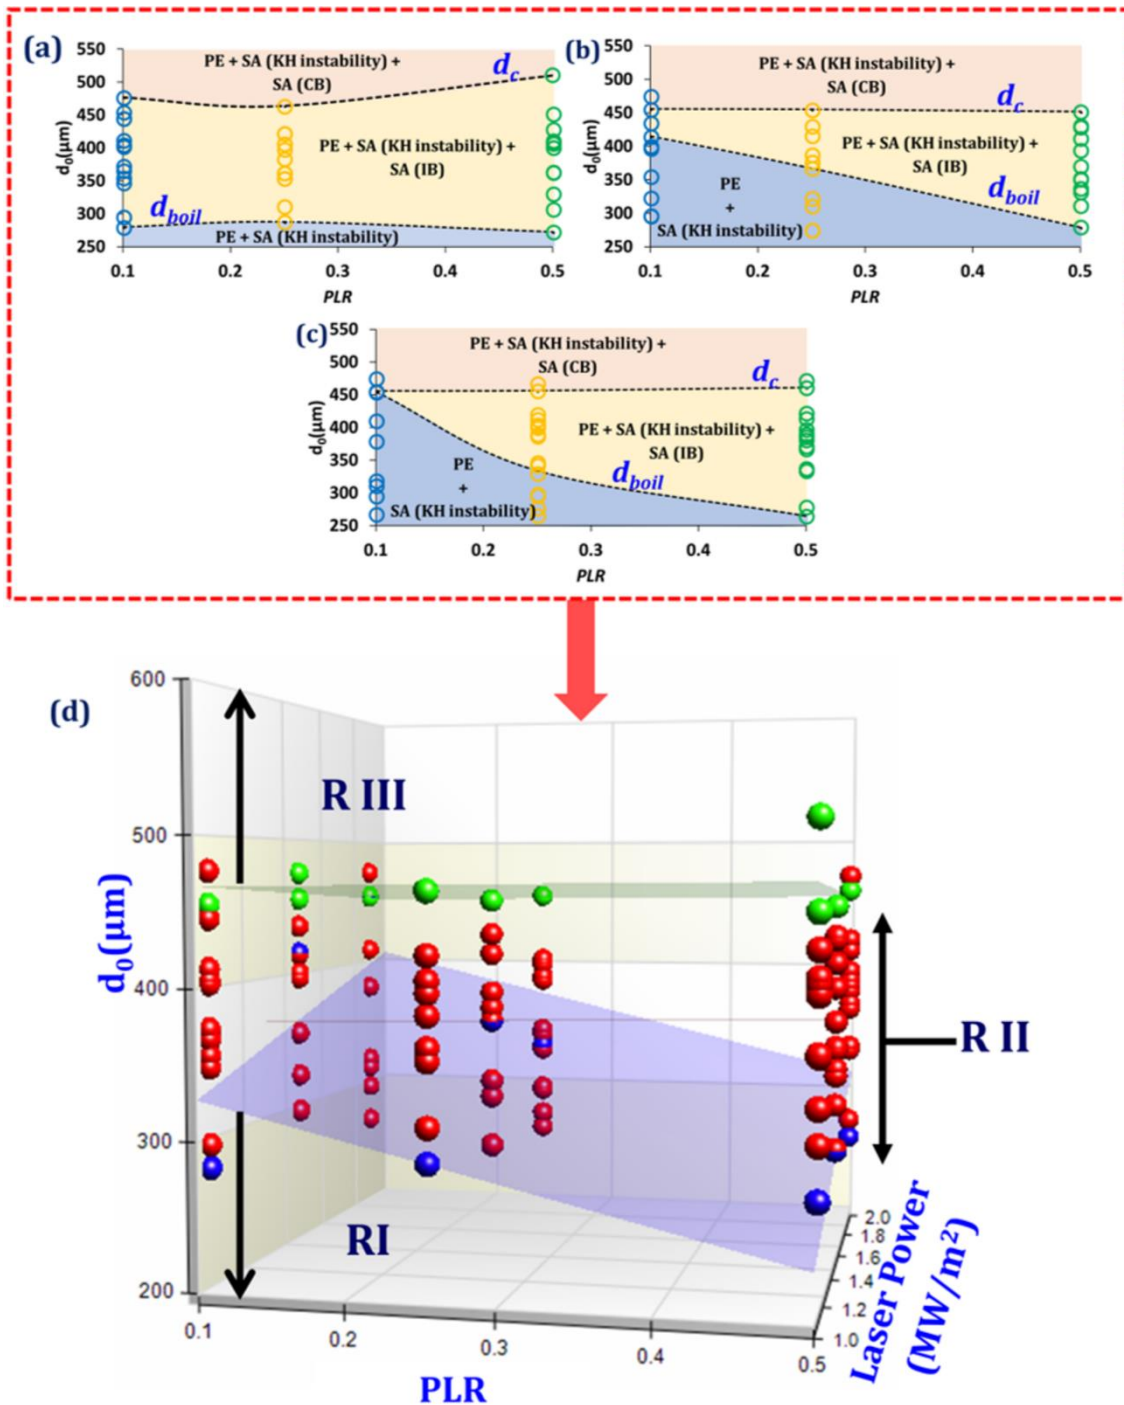 (a)
550
500
450
400
350
300
250
d₀(μm)
PE + SA (KH instability) +
SA (CB)
d_c
PE + SA (KH instability) +
SA (IB)
d_boil
PE + SA (KH instability)
0.1 0.2 0.3 0.4 0.5
PLR
(b)
550
500
450
400
350
300
250
d₀(μm)
PE + SA (KH instability) +
SA (CB)
d_c
PE + SA (KH instability) +
SA (IB)
d_boil
PE
+
SA (KH instability)
0.1 0.2 0.3 0.4 0.5
PLR
(c)
550
500
450
400
350
300
250
d₀(μm)
PE + SA (KH instability) +
SA (CB)
d_c
PE + SA (KH instability) +
SA (IB)
d_boil
PE
+
SA (KH instability)
0.1 0.2 0.3 0.4 0.5
PLR
(d)
600
500
400
300
200
d₀(μm)
R III
R II
RI
0.1 0.2 0.3 0.4 0.5
PLR
2.0
1.8
1.6
1.4
1.2
1.0
Laser Power
(MW/m²)